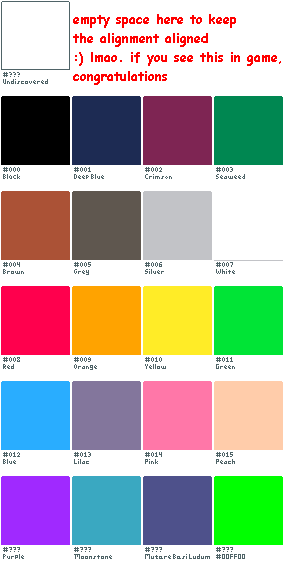 empty space here to keep
the alignment aligned
:) lmao. if you see this in game,
congratulations
#???
Undiscovered
#000 #001 #002 #003
Black Deep Blue Crimson Seaweed
#004 #005 #006 #007
Brown Grey Silver White
#008 #009 #010 #011
Red Orange Yellow Green
#012 #013 #014 #015
Blue Lilac Pink Peach
#??? #??? #??? #???
Purple Moonstone MutareBasiLudum #00FF00